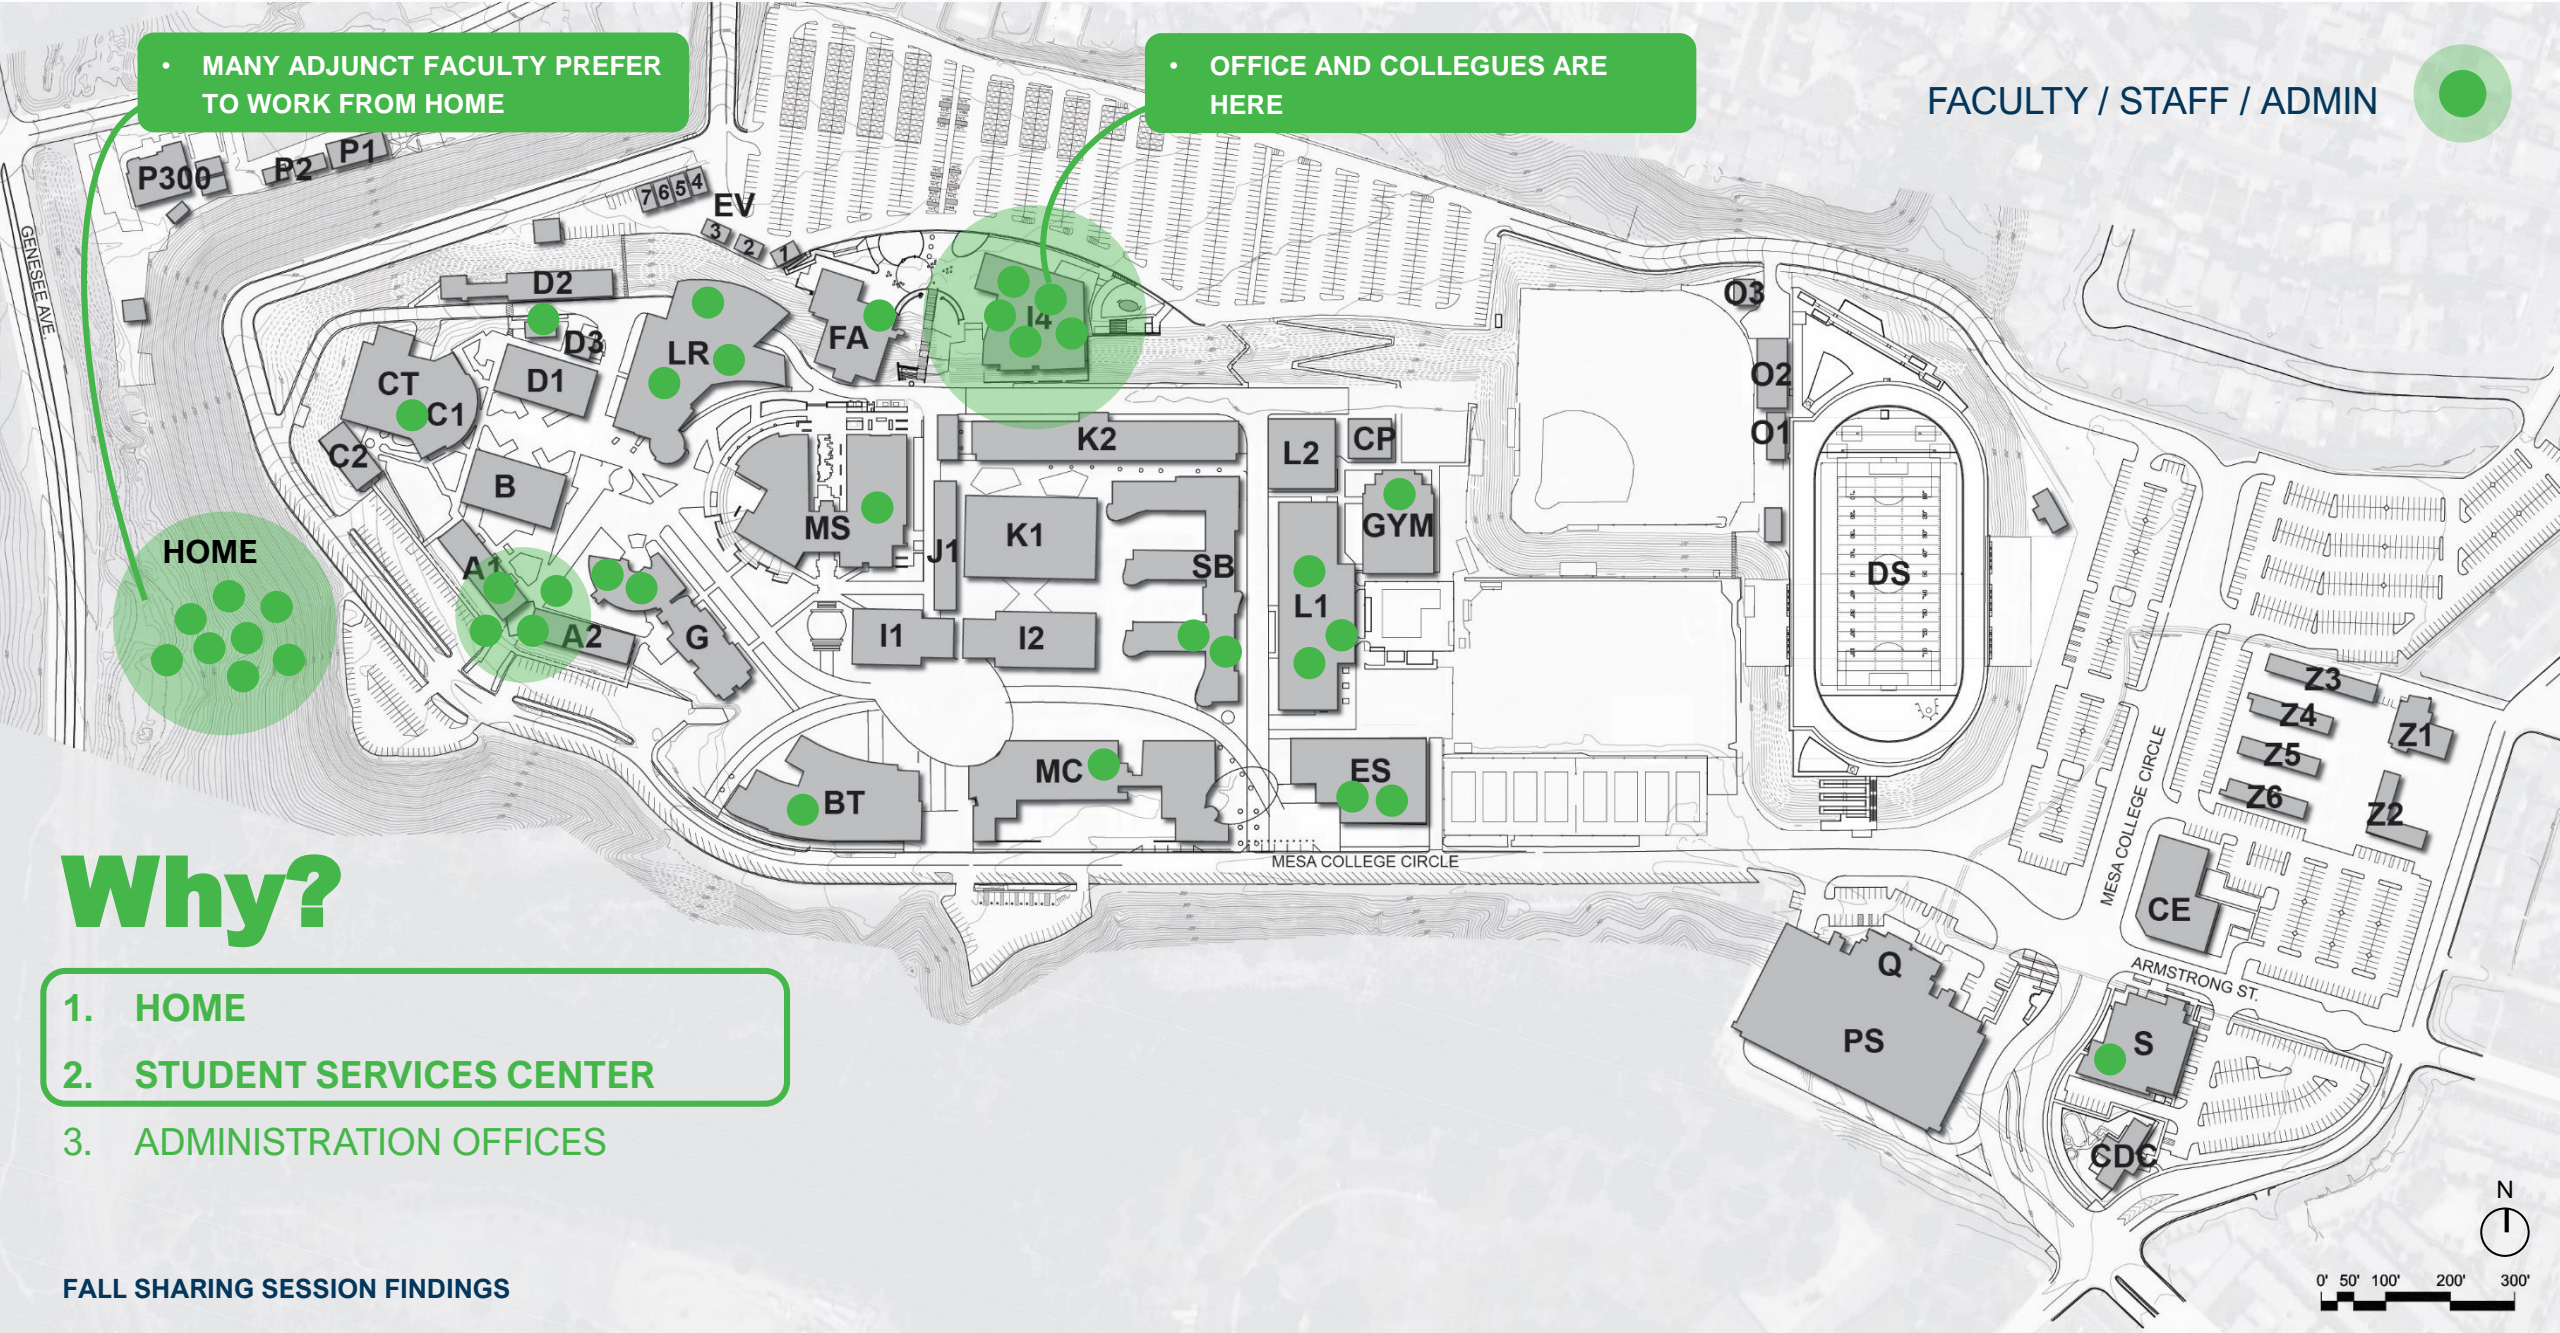 • MANY ADJUNCT FACULTY PREFER
TO WORK FROM HOME
• OFFICE AND COLLEGUES ARE
HERE
FACULTY / STAFF / ADMIN
P300
P2
P1
7 6 5 4
EV
3
2
1
GENESEE AVE.
D2
D3
D1
LR
FA
I4
CT
C1
C2
B
MS
J1
K2
K1
L2
CP
GYM
SB
L1
O3
O2
O1
DS
HOME
A1
A2
G
I1
I2
BT
MC
ES
MESA COLLEGE CIRCLE
MESA COLLEGE CIRCLE
Z3
Z4
Z5
Z6
Z1
Z2
CE
ARMSTRONG ST.
Q
PS
S
CDC
Why?
1. HOME
2. STUDENT SERVICES CENTER
3. ADMINISTRATION OFFICES
FALL SHARING SESSION FINDINGS
N
0' 50' 100' 200' 300'